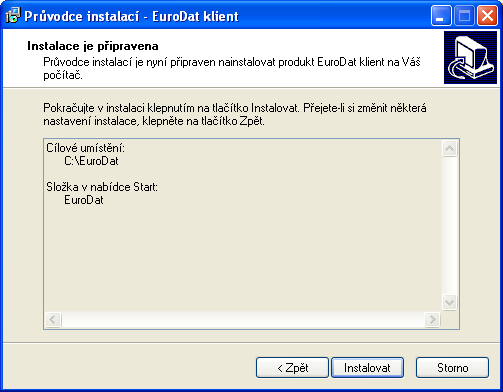 Průvodce instalací - EuroDat klient
Instalace je připravena
Průvodce instalací je nyní připraven nainstalovat produkt EuroDat klient na Váš
počítač.
Pokračujte v instalaci klepnutím na tlačítko Instalovat. Přejete-li si změnit některá
nastavení instalace, klepněte na tlačítko Zpět.
Cílové umístění:
C:\EuroDat
Složka v nabídce Start:
EuroDat
< Zpět
Instalovat
Storno